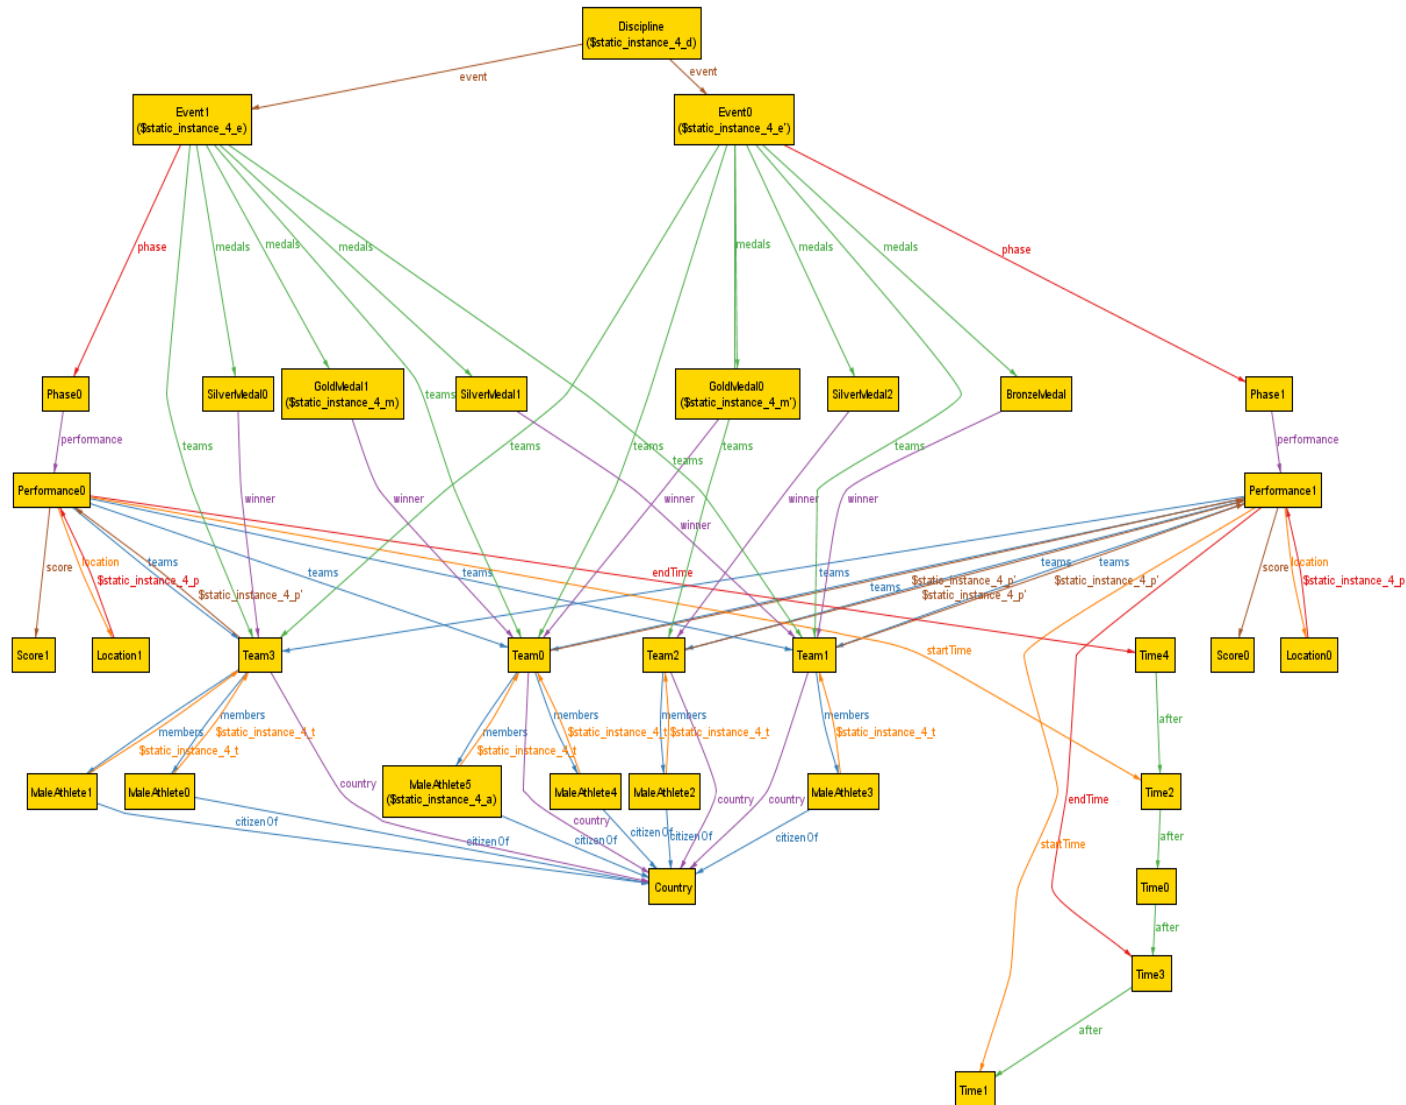 Discipline
($static_instance_4_d)
event
event
Event1
($static_instance_4_e)
Event0
($static_instance_4_e')
phase
medals
medals
medals
medals
medals
medals
phase
Phase0
SilverMedal0
GoldMedal1
($static_instance_4_m)
SilverMedal1
teams
GoldMedal0
($static_instance_4_m')
SilverMedal2
BronzeMedal
Phase1
performance
teams
teams
teams
teams
teams
teams
performance
Performance0
winner
winner
winner
winner
winner
winner
Performance1
score
location
teams
$static_instance_4_p
$static_instance_4_p'
teams
teams
endTime
teams
teams
teams
$static_instance_4_p'
$static_instance_4_p'
$static_instance_4_p'
score
location
$static_instance_4_p
Score1
Location1
Team3
Team0
Team2
Team1
startTime
Time4
Score0
Location0
members
members
$static_instance_4_t
$static_instance_4_t
members
members
$static_instance_4_t
$static_instance_4_t
members
$static_instance_4_t
members
$static_instance_4_t
after
MaleAthlete1
MaleAthlete0
country
MaleAthlete5
($static_instance_4_a)
MaleAthlete4
MaleAthlete2
country
country
MaleAthlete3
Time2
citizenOf
citizenOf
country
citizenOf
citizenOf
citizenOf
citizenOf
endTime
after
startTime
Country
Time0
after
Time3
after
Time1